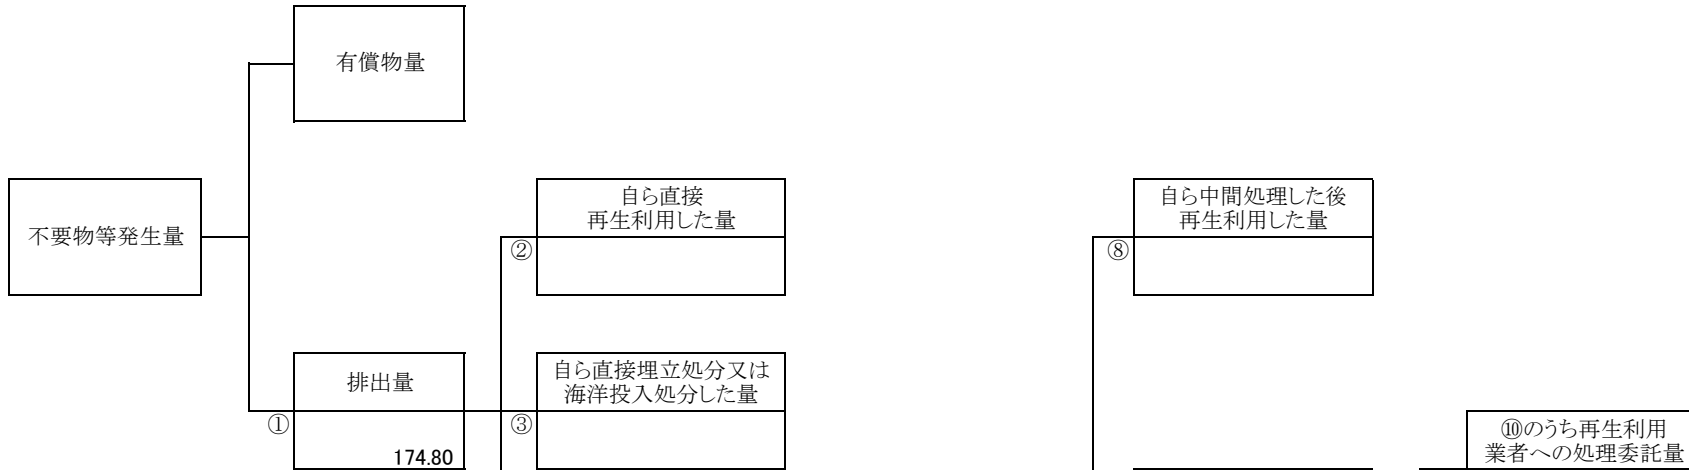 有償物量
不要物等発生量
自ら直接
再生利用した量
②
自ら中間処理した後
再生利用した量
⑧
排出量
①
174.80
自ら直接埋立処分又は
海洋投入処分した量
③
⑩のうち再生利用
業者への処理委託量